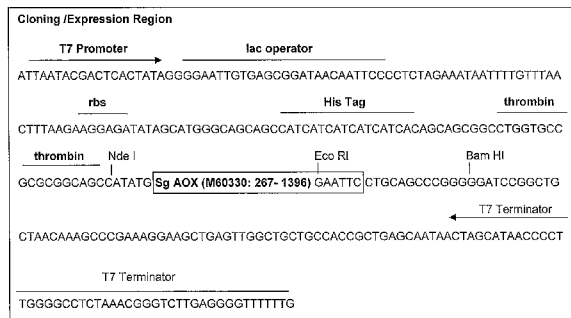 Cloning /Expression Region
T7 Promoter lac operator
ATTAATACGACTCACTATAGGGGAATTGTGAGCGGATAACAATTCCCCTCTAGAAATAATTTTGTTTAA
rbs His Tag thrombin
CTTTAAGAAGGAGATATAGCATGGGCAGCAGCCATCATCATCATCATCACAGCAGCGGCCTGGTGCC
thrombin Nde I Eco RI Bam HI
GCGCGGCAGCCATATG Sg AOX (M60330: 267- 1396) GAATTC CTGCAGCCCGGGGGATCCGGCTG
T7 Terminator
CTAACAAAGCCCGAAAGGAAGCTGAGTTGGCTGCTGCCACCGCTGAGCAATAACTAGCATAACCCCT
T7 Terminator
TGGGGCCTCTAAACGGGTCTTGAGGGGTTTTTTG